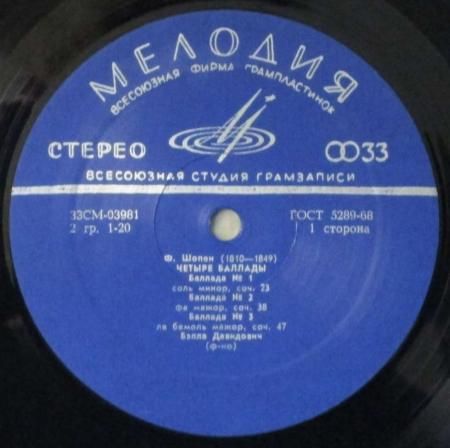 МЕЛОДИЯ
ВСЕСОЮЗНАЯ ФИРМА ГРАМПЛАСТИНОК
СТЕРЕО 33
ВСЕСОЮЗНАЯ СТУДИЯ ГРАМЗАПИСИ
33СМ-03981 ГОСТ 5289-68
2 гр. 1-20 1 сторона
Ф. Шопен (1810—1849)
ЧЕТЫРЕ БАЛЛАДЫ
Баллада № 1
соль минор, соч. 23
Баллада № 2
фа мажор, соч. 38
Баллада № 3
ля бемоль мажор, соч. 47
Бэлла Давидович
(ф-но)